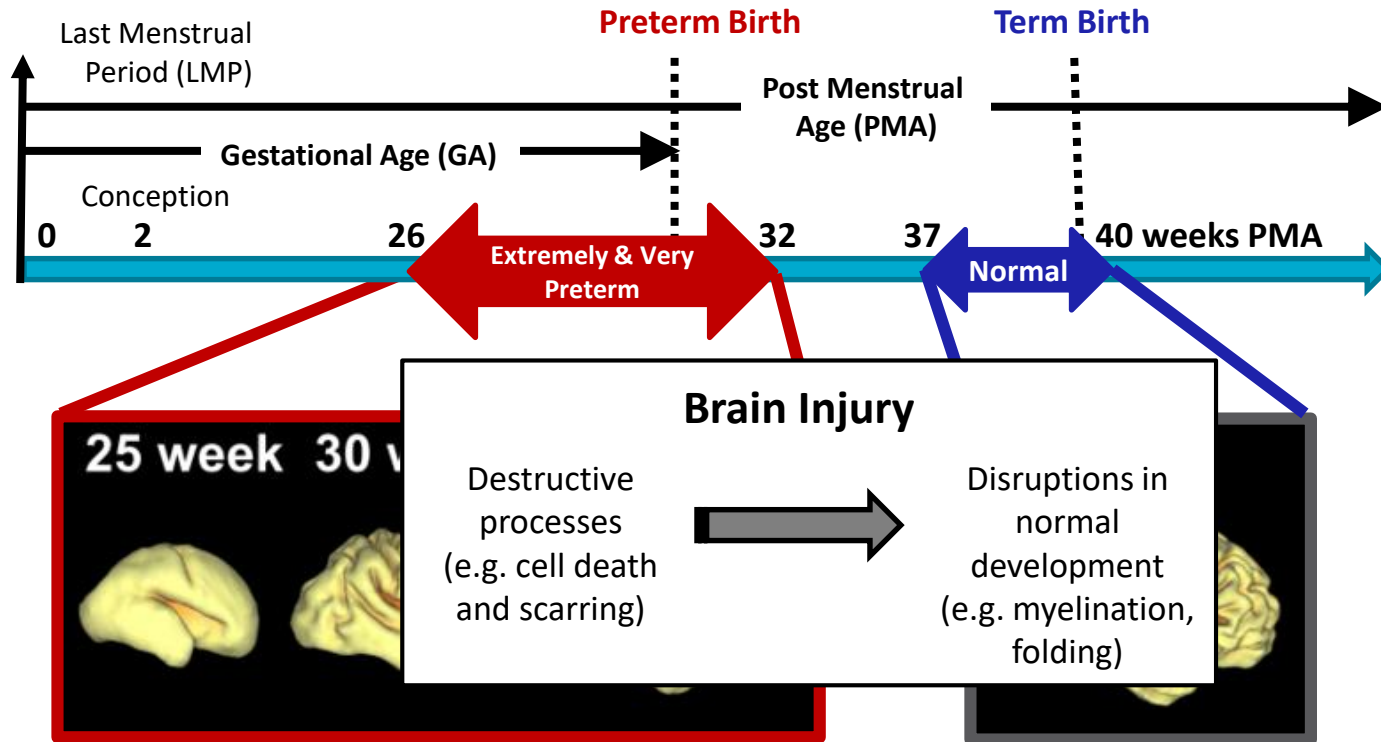 Preterm Birth
Term Birth
Last Menstrual
Period (LMP)
Post Menstrual
Age (PMA)
Gestational Age (GA)
Conception
0 2 26 32 37 40 weeks PMA
Extremely & Very
Preterm
Normal
Brain Injury
25 week 30 w
Destructive
processes
(e.g. cell death
and scarring)
Disruptions in
normal
development
(e.g. myelination,
folding)